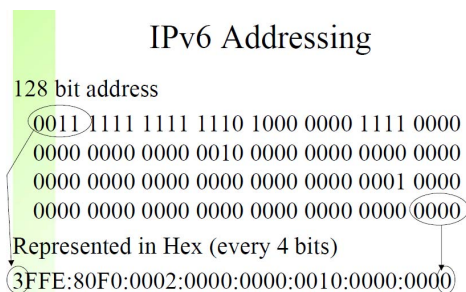 IPv6 Addressing
128 bit address
0011 1111 1111 1110 1000 0000 1111 0000
0000 0000 0000 0010 0000 0000 0000 0000
0000 0000 0000 0000 0000 0000 0001 0000
0000 0000 0000 0000 0000 0000 0000 0000
Represented in Hex (every 4 bits)
3FFE:80F0:0002:0000:0000:0010:0000:0000